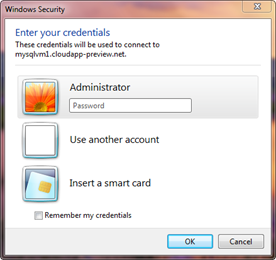 Windows Security
Enter your credentials
These credentials will be used to connect to
mysqlvm1.cloudapp-preview.net.
Administrator
Password
Use another account
Insert a smart card
Remember my credentials
OK
Cancel